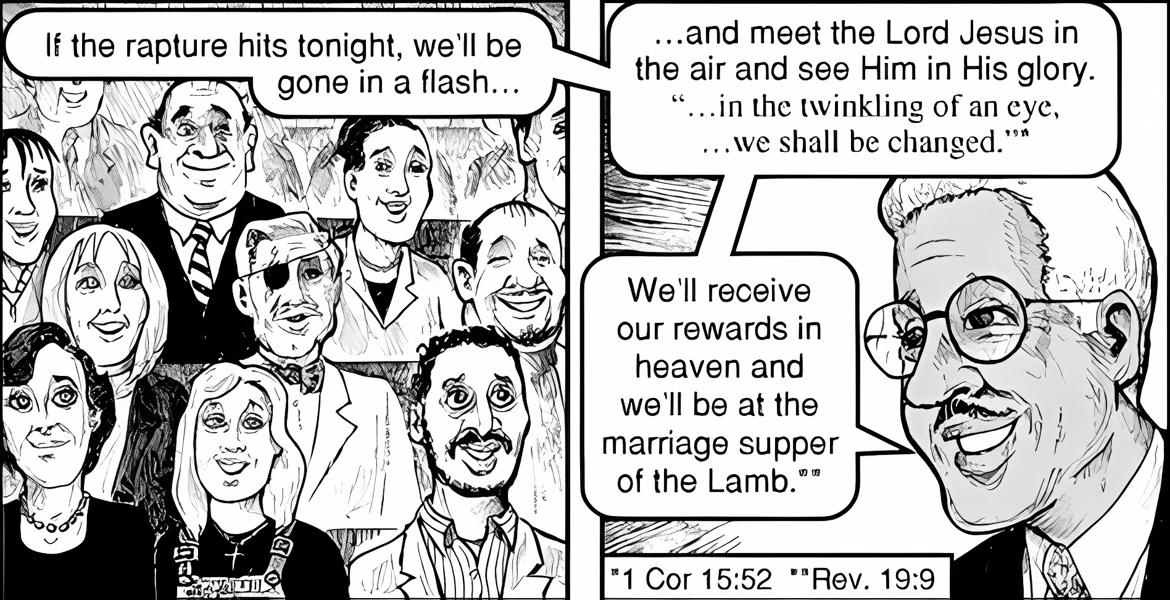 If the rapture hits tonight, we'll be
gone in a flash...
...and meet the Lord Jesus in
the air and see Him in His glory.
“...in the twinkling of an eye,
...we shall be changed.”*
We'll receive
our rewards in
heaven and
we'll be at the
marriage supper
of the Lamb.**
*1 Cor 15:52 **Rev. 19:9